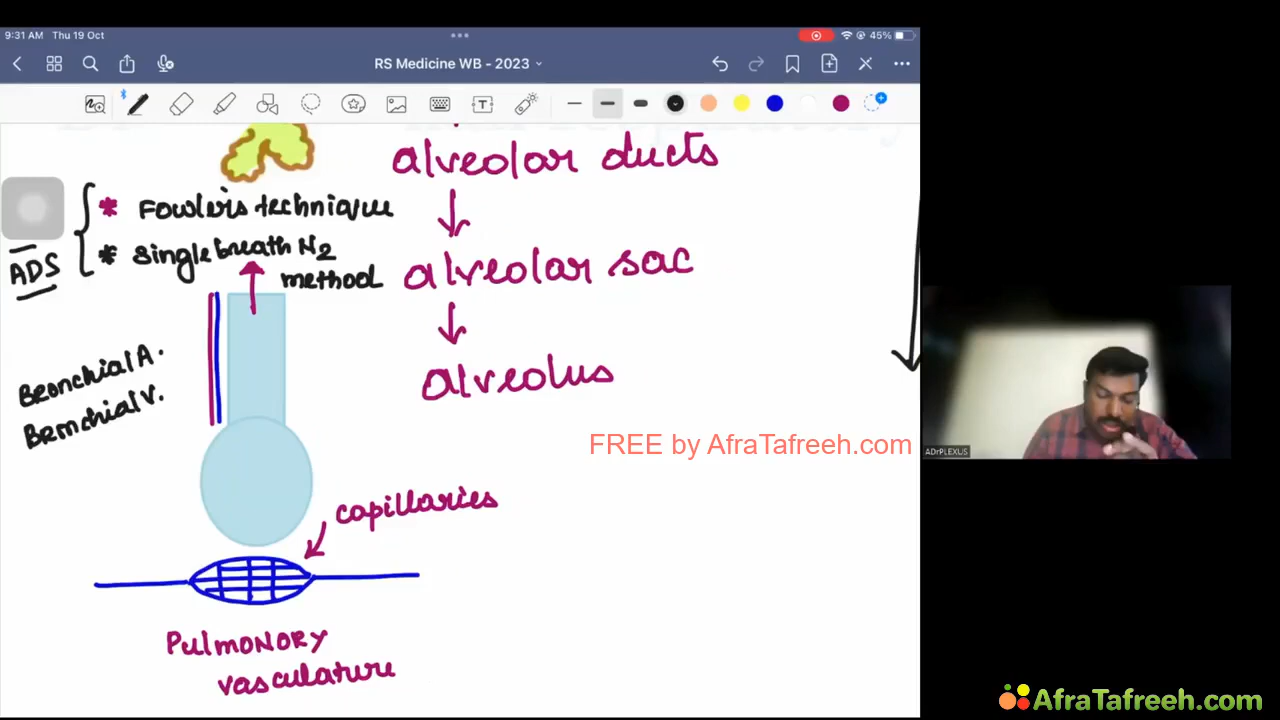 9:31 AM Thu 19 Oct
45%
RS Medicine WB - 2023
alveolar ducts
* Fowler's technique
* Single breath N2
method
ADS
alveolar sac
Bronchial A.
Bronchial V.
alveolus
FREE by AfraTafreeh.com
ADrPLEXUS
capillaries
PulMONORY
vasculature
AfraTafreeh.com